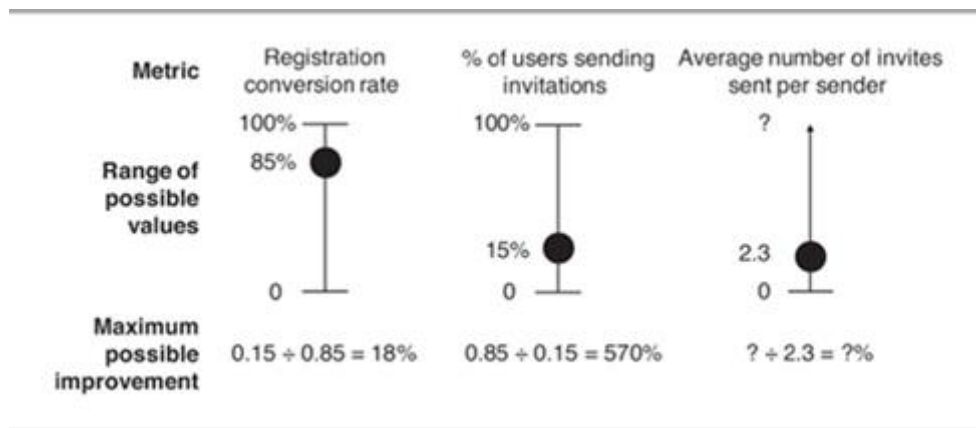 Metric
Registration
conversion rate
% of users sending
invitations
Average number of invites
sent per sender
Range of
possible
values
100%
85%
0
100%
15%
0
?
2.3
0
Maximum
possible
improvement
0.15 ÷ 0.85 = 18%
0.85 ÷ 0.15 = 570%
? ÷ 2.3 = ?%